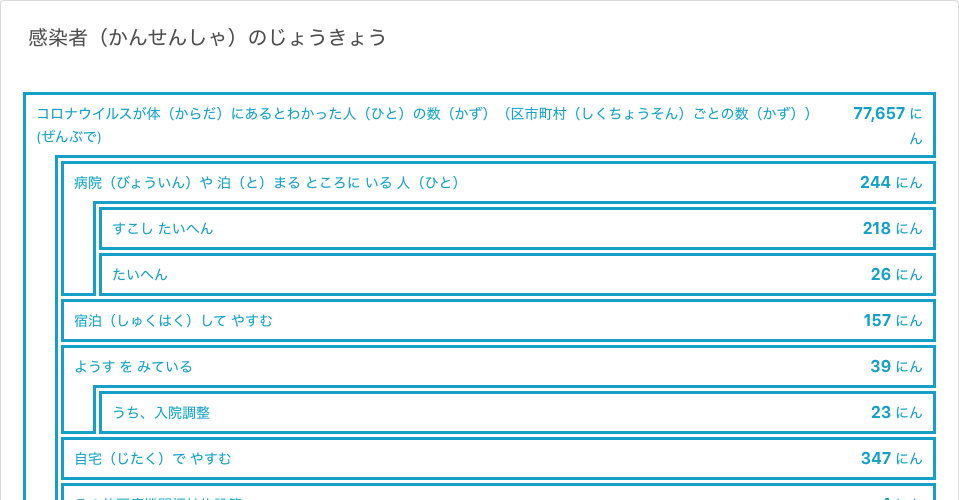 感染者（かんせんしゃ）のじょうきょう
コロナウイルスが体（からだ）にあるとわかった人（ひと）の数（かず）（区市町村（しくちょうそん）ごとの数（かず）） 77,657 に
(ぜんぶで) ん
病院（びょういん）や 泊（と）まる ところに いる 人（ひと） 244 にん
すこし たいへん 218 にん
たいへん 26 にん
宿泊（しゅくはく）して やすむ 157 にん
ようす を みている 39 にん
うち、入院調整 23 にん
自宅（じたく）で やすむ 347 にん